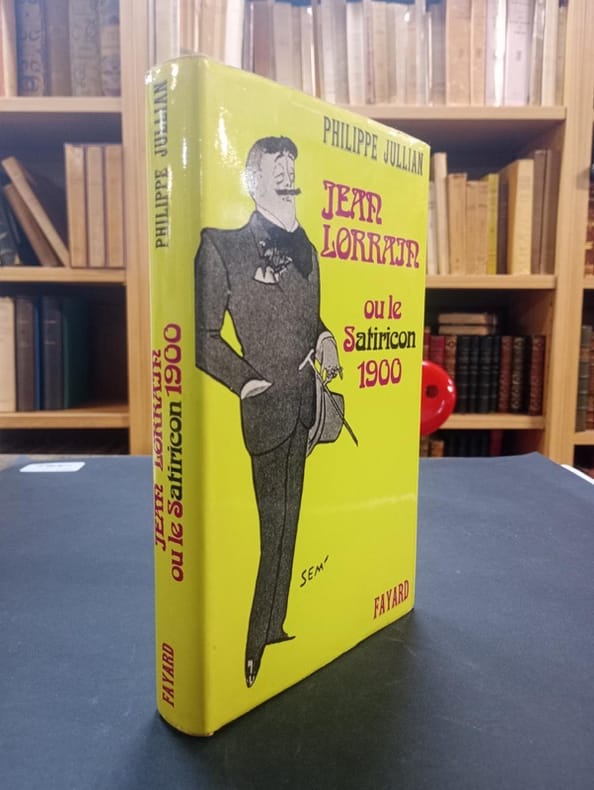 PHILIPPE JULLIAN
JEAN
LORRAIN
ou le
Satiricon
1900
SEM
FAYARD
PHILIPPE JULLIAN
JEAN LORRAIN
ou le Satiricon 1900
FAYARD